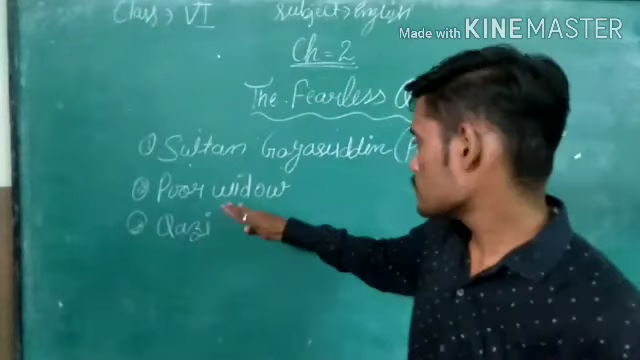 Class → VI Subject → English
Made with KINEMASTER
Ch = 2
The Fearless
① Sultan Gayasuddin
② Poor widow
③ Qazi